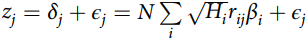 z_j = δ_j + ϵ_j = N ∑_i √H_i r_ij β_i + ϵ_j